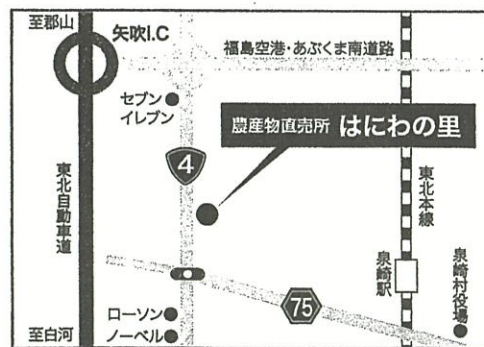 至郡山
矢吹I.C
福島空港・あぶくま南道路
セブン
イレブン
農産物直売所 はにわの里
4
東北自動車道
東北本線
泉崎駅
泉崎村役場
75
ローソン
ノーベル
至白河